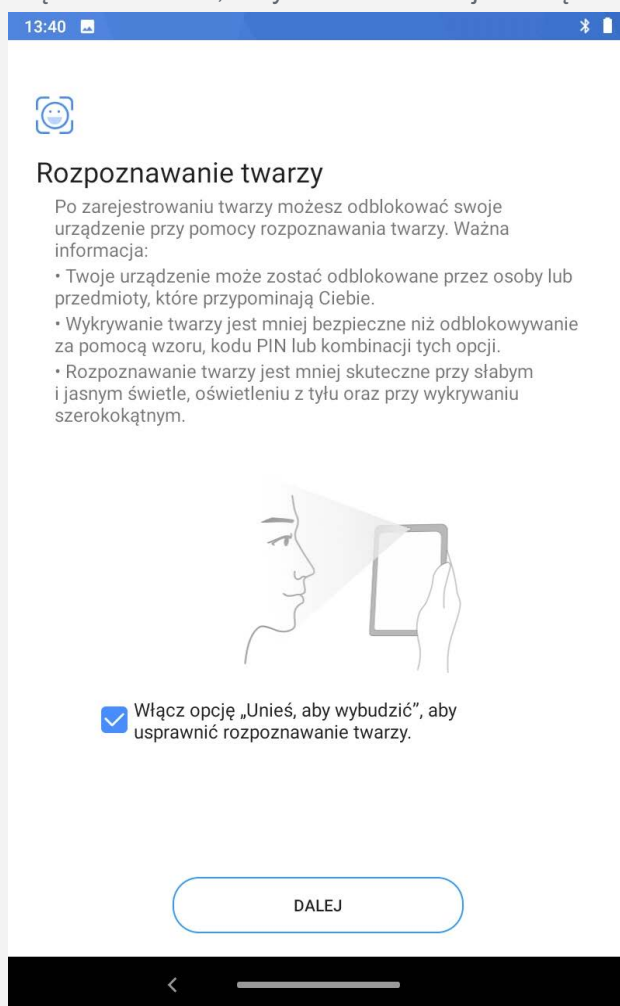 13:40
Rozpoznawanie twarzy
Po zarejestrowaniu twarzy możesz odblokować swoje
urządzenie przy pomocy rozpoznawania twarzy. Ważna
informacja:
• Twoje urządzenie może zostać odblokowane przez osoby lub
przedmioty, które przypominają Ciebie.
• Wykrywanie twarzy jest mniej bezpieczne niż odblokowywanie
za pomocą wzoru, kodu PIN lub kombinacji tych opcji.
• Rozpoznawanie twarzy jest mniej skuteczne przy słabym
i jasnym świetle, oświetleniu z tyłu oraz przy wykrywaniu
szerokokątnym.
Włącz opcję „Unieś, aby wybudzić”, aby
usprawnić rozpoznawanie twarzy.
DALEJ